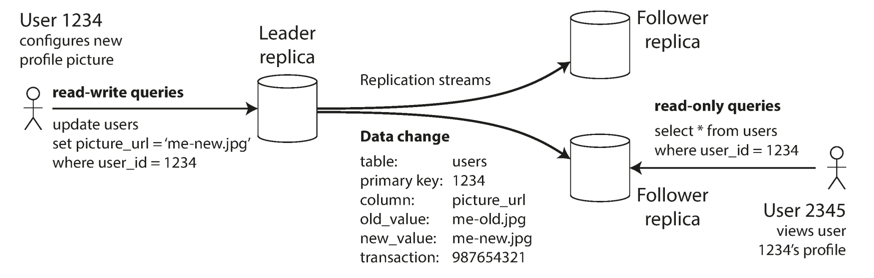 User 1234
configures new
profile picture
read-write queries
update users
set picture_url = ‘me-new.jpg’
where user_id = 1234
Leader
replica
Replication streams
Data change
table: users
primary key: 1234
column: picture_url
old_value: me-old.jpg
new_value: me-new.jpg
transaction: 987654321
Follower
replica
read-only queries
select * from users
where user_id = 1234
Follower
replica
User 2345
views user
1234’s profile